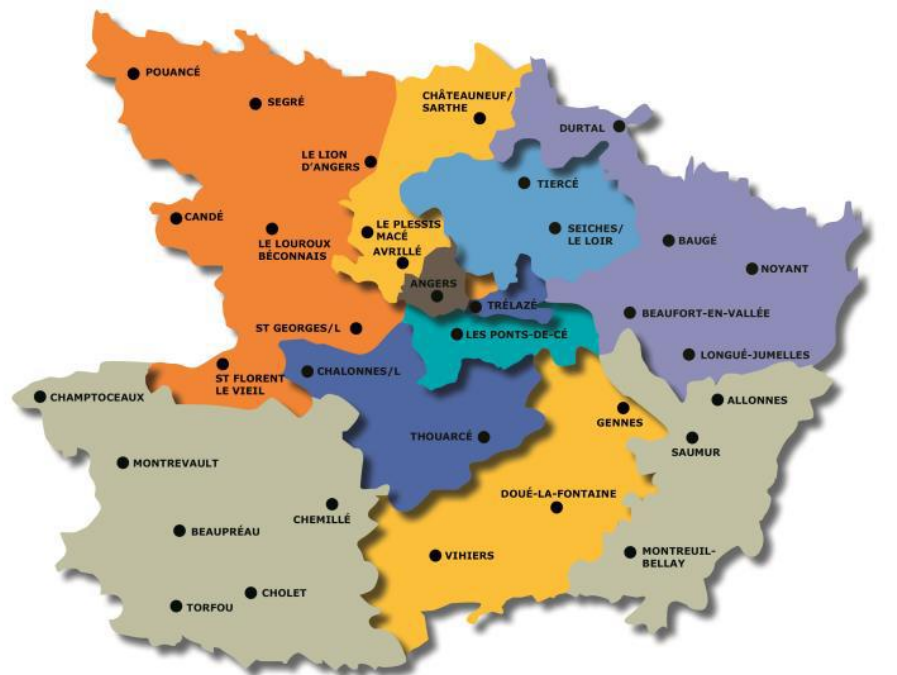 POUANCÉ
SEGRÉ
CHÂTEAUNEUF/
SARTHE
DURTAL
LE LION
D'ANGERS
TIERCÉ
CANDÉ
LE LOUROUX
BÉCONNAIS
LE PLESSIS
MACÉ
AVRILLÉ
SEICHES/
LE LOIR
BAUGÉ
NOYANT
ANGERS
TRÉLAZÉ
BEAUFORT-EN-VALLÉE
ST GEORGES/L
LES PONTS-DE-CÉ
LONGUÉ-JUMELLES
ST FLORENT
LE VIEIL
CHALONNES/L
CHAMPTOCEAUX
ALLONNES
GENNES
THOUARCÉ
SAUMUR
MONTREVAULT
DOUÉ-LA-FONTAINE
CHEMILLÉ
BEAUPRÉAU
VIHIERS
MONTREUIL-
BELLAY
CHOLET
TORFOU